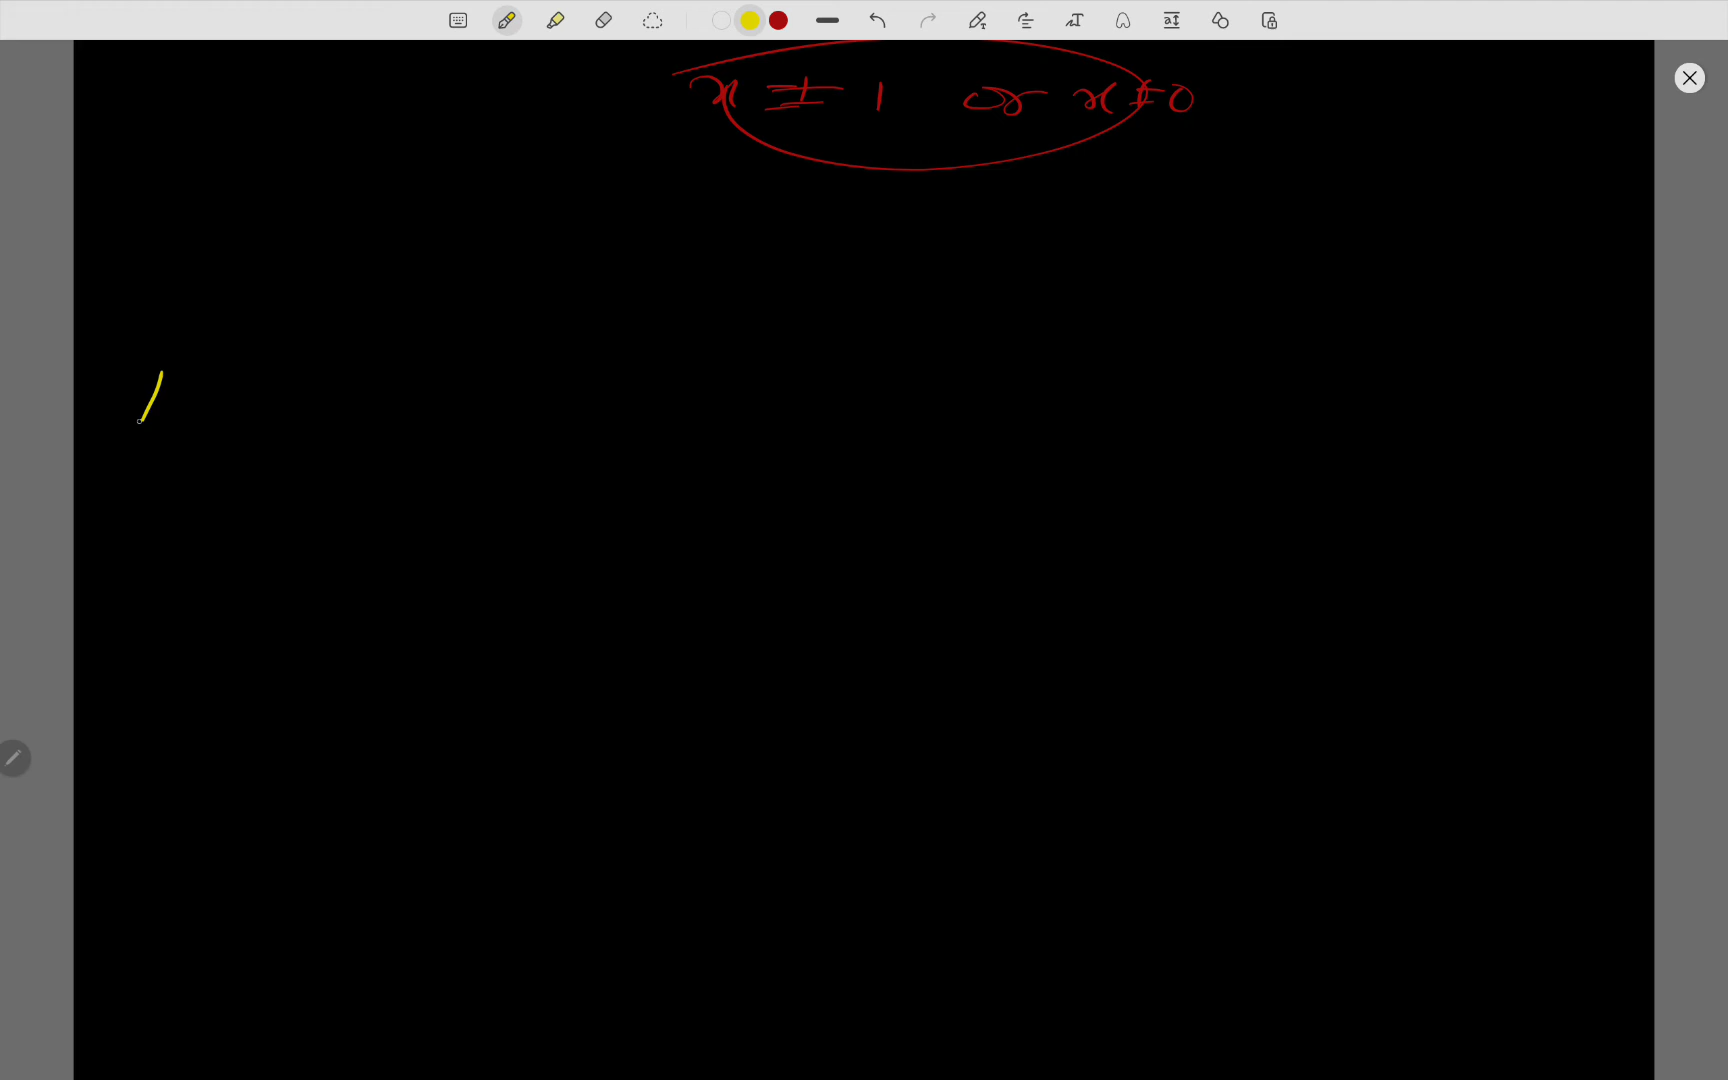 x = ± 1 or x = 0